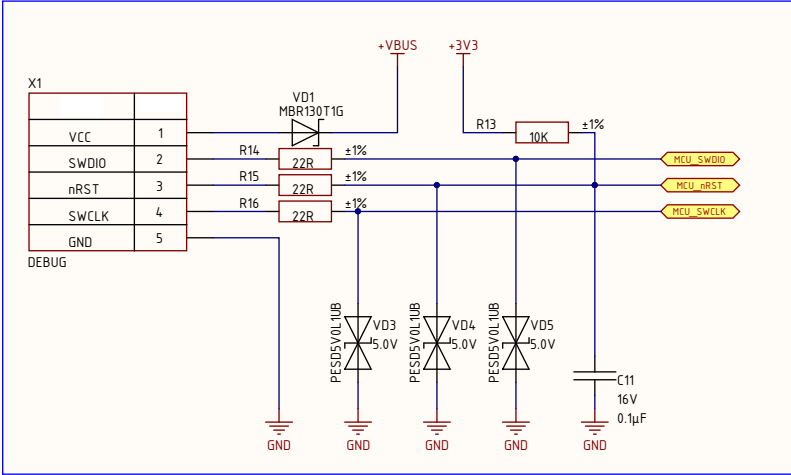 +VBUS
+3V3
X1
VD1
MBR130T1G
R13
10K
±1%
VCC
1
R14
22R
±1%
SWDIO
2
MCU_SWDIO
R15
22R
±1%
nRST
3
MCU_nRST
R16
22R
±1%
SWCLK
4
MCU_SWCLK
GND
5
DEBUG
PESD5V0L1UB
VD3
5.0V
PESD5V0L1UB
VD4
5.0V
PESD5V0L1UB
VD5
5.0V
C11
16V
0.1µF
GND
GND
GND
GND
GND